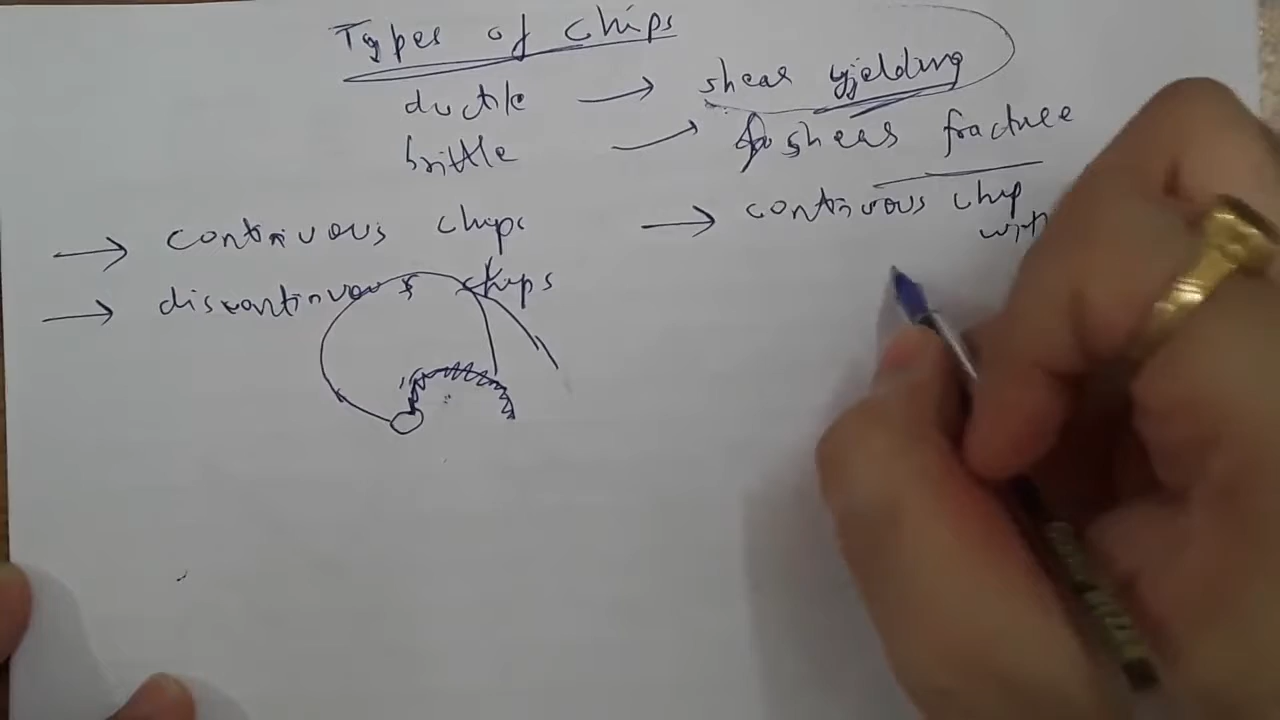 Types of chips
ductile → shear yielding
brittle → shear fracture
→ continuous chips
→ continuous chip
with
→ discontinuous chips